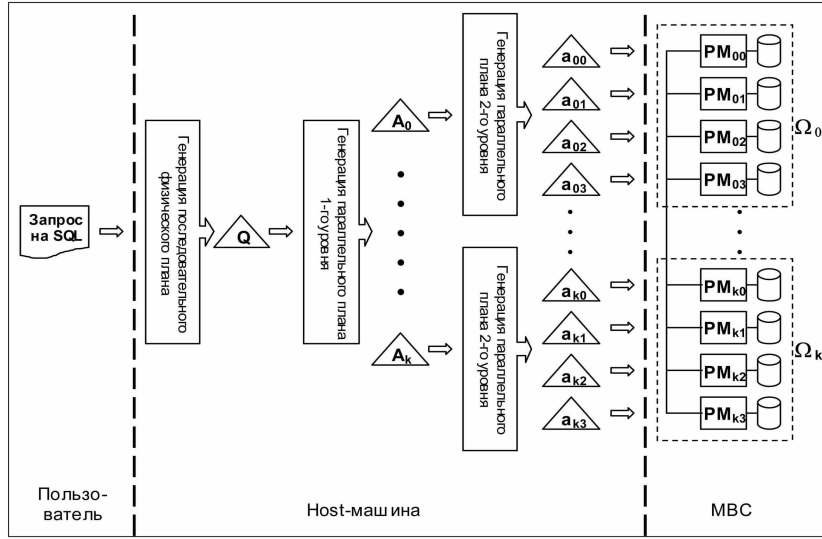 Запрос
на SQL
Генерация последовательного
физического плана
Q
Генерация параллельного плана
1-го уровня
A0
Ak
Генерация параллельного
плана 2-го уровня
Генерация параллельного
плана 2-го уровня
a00
a01
a02
a03
ak0
ak1
ak2
ak3
PM00
PM01
PM02
PM03
Ω0
PMk0
PMk1
PMk2
PMk3
Ωk
Пользо-
ватель
Host-машина
МВС